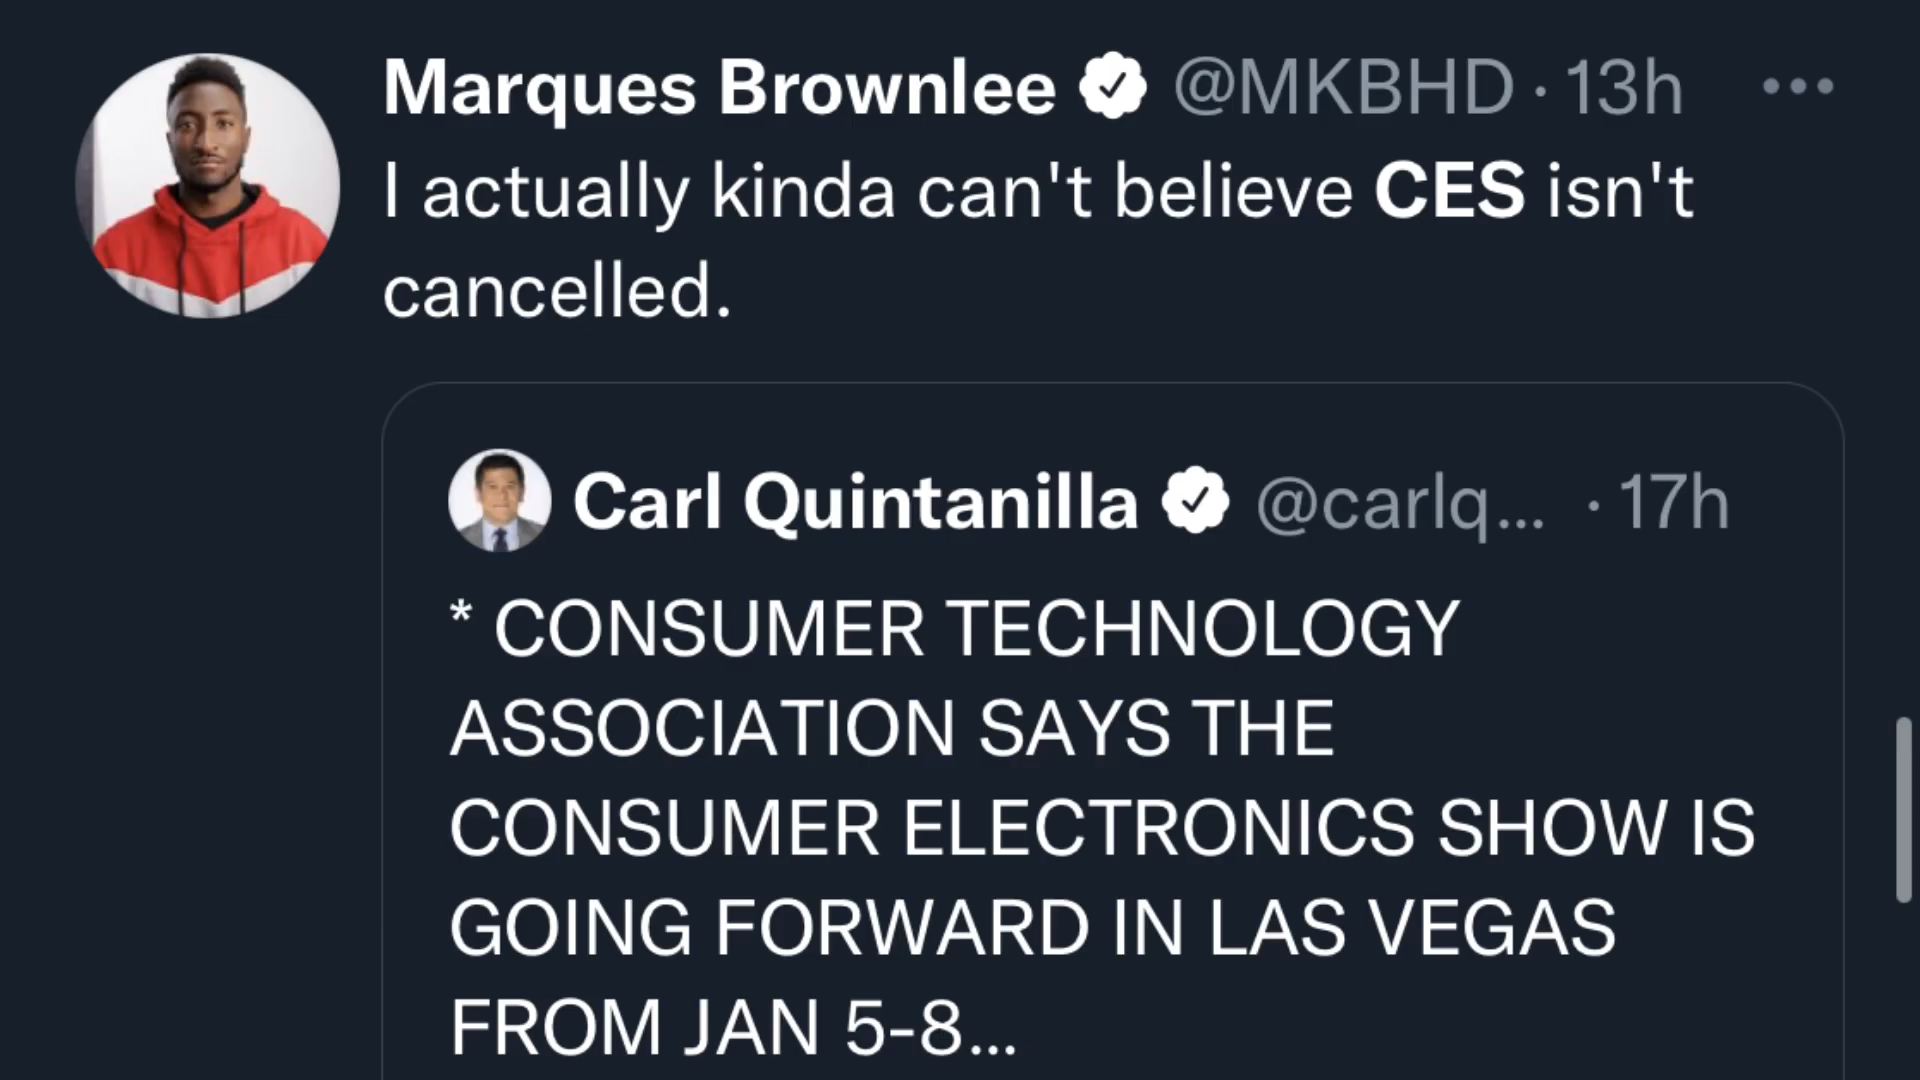 Marques Brownlee @MKBHD · 13h ...
I actually kinda can't believe CES isn't
cancelled.
Carl Quintanilla @carlq... · 17h
* CONSUMER TECHNOLOGY
ASSOCIATION SAYS THE
CONSUMER ELECTRONICS SHOW IS
GOING FORWARD IN LAS VEGAS
FROM JAN 5-8...